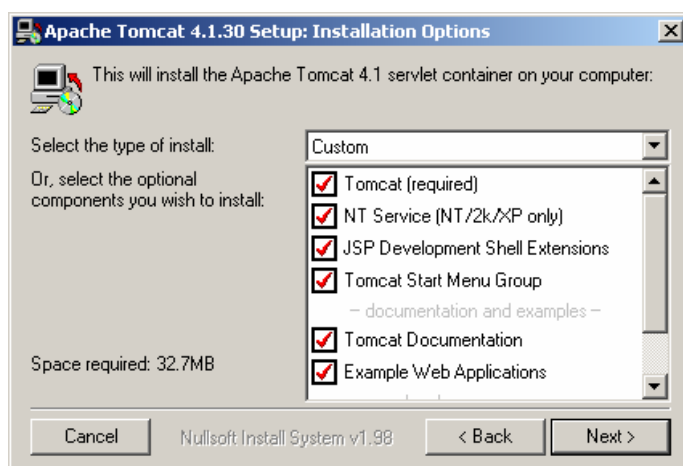 Apache Tomcat 4.1.30 Setup: Installation Options
This will install the Apache Tomcat 4.1 servlet container on your computer:
Select the type of install:
Custom
Or, select the optional
components you wish to install:
Tomcat (required)
NT Service (NT/2k/XP only)
JSP Development Shell Extensions
Tomcat Start Menu Group
– documentation and examples –
Tomcat Documentation
Example Web Applications
Space required: 32.7MB
Cancel
Nullsoft Install System v1.98
< Back
Next >